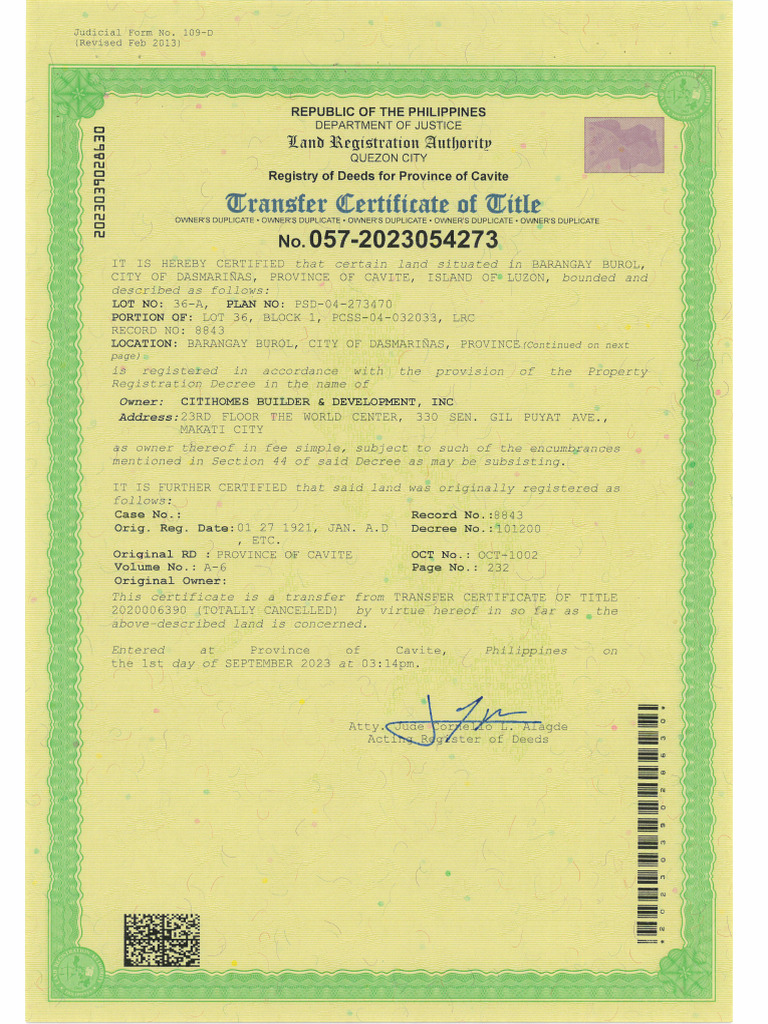 Judicial Form No. 109-D
(Revised Feb 2013)
REPUBLIC OF THE PHILIPPINES
DEPARTMENT OF JUSTICE
Land Registration Authority
QUEZON CITY
Registry of Deeds for Province of Cavite
Transfer Certificate of Title
OWNER'S DUPLICATE • OWNER'S DUPLICATE • OWNER'S DUPLICATE • OWNER'S DUPLICATE • OWNER'S DUPLICATE
No. 057-2023054273
2023039028630
IT IS HEREBY CERTIFIED that certain land situated in BARANGAY BUROL,
CITY OF DASMARIÑAS, PROVINCE OF CAVITE, ISLAND OF LUZON, bounded and
described as follows:
LOT NO: 36-A, PLAN NO: PSD-04-273470
PORTION OF: LOT 36, BLOCK 1, PCSS-04-032033, LRC
RECORD NO: 8843
LOCATION: BARANGAY BUROL, CITY OF DASMARIÑAS, PROVINCE(Continued on next
page)
is registered in accordance with the provision of the Property
Registration Decree in the name of
Owner: CITIHOMES BUILDER & DEVELOPMENT, INC
Address:23RD FLOOR THE WORLD CENTER, 330 SEN. GIL PUYAT AVE.,
MAKATI CITY
as owner thereof in fee simple, subject to such of the encumbrances
mentioned in Section 44 of said Decree as may be subsisting.
IT IS FURTHER CERTIFIED that said land was originally registered as
follows:
Case No.: Record No.:8843
Orig. Reg. Date:01 27 1921, JAN. A.D Decree No.:101200
, ETC.
Original RD : PROVINCE OF CAVITE OCT No.: OCT-1002
Volume No.: A-6 Page No.: 232
Original Owner:
This certificate is a transfer from TRANSFER CERTIFICATE OF TITLE
2020006390 (TOTALLY CANCELLED) by virtue hereof in so far as the
above-described land is concerned.
Entered at Province of Cavite, Philippines on
the 1st day of SEPTEMBER 2023 at 03:14pm.
Atty. Jude Cornelio L. Alagde
Acting Register of Deeds
*2023039028630*